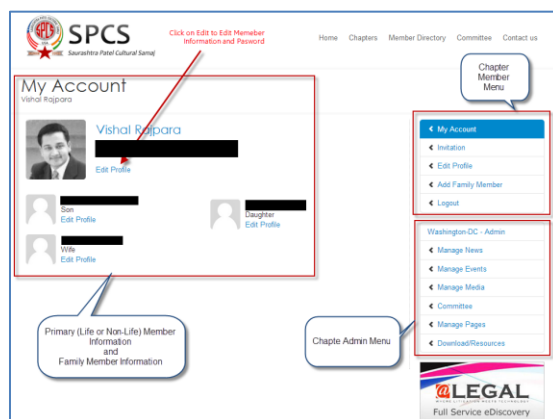 SPCS
Saurashtra Patel Cultural Samaj
Click on Edit to Edit Memeber
Information and Pasword
Home Chapters Member Directory Committee Contact us
My Account
Vishal Rajpara
Chapter
Member
Menu
Vishal Rajpara
Edit Profile
Son
Edit Profile
Daughter
Edit Profile
Wife
Edit Profile
My Account
Invitation
Edit Profile
Add Family Member
Logout
Washington-DC - Admin
Manage News
Manage Events
Manage Media
Committee
Manage Pages
Download/Resources
Primary (Life or Non-Life) Member
Information
and
Family Member Information
Chapte Admin Menu
@LEGAL
Full Service eDiscovery